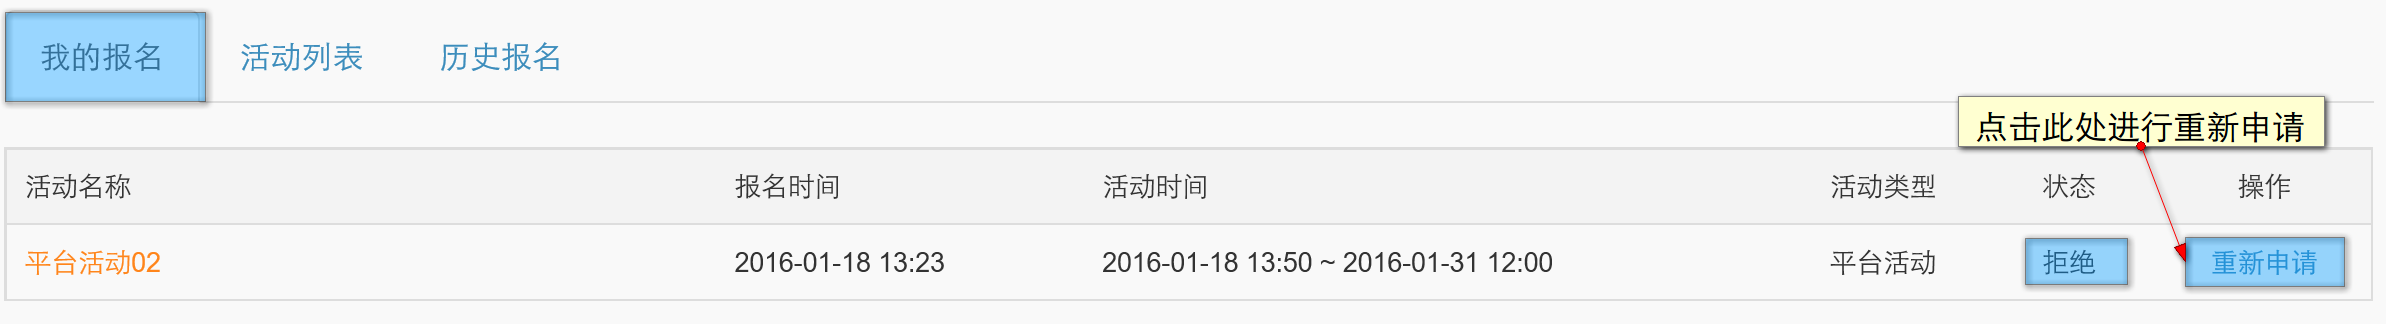 我的报名 活动列表 历史报名
点击此处进行重新申请
活动名称 报名时间 活动时间 活动类型 状态 操作
平台活动02 2016-01-18 13:23 2016-01-18 13:50 ~ 2016-01-31 12:00 平台活动 拒绝 重新申请